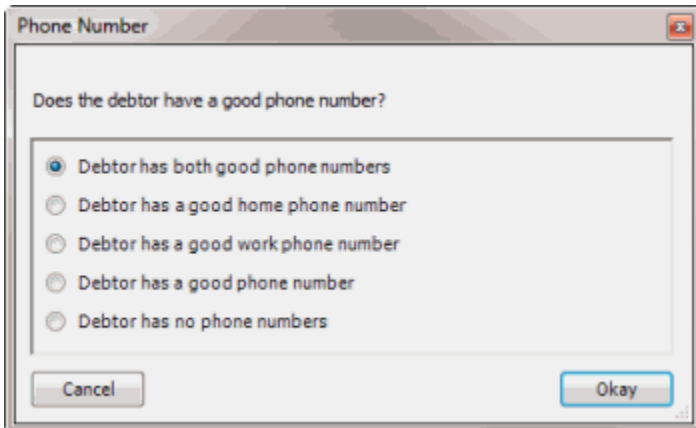 Phone Number
Does the debtor have a good phone number?
Debtor has both good phone numbers
Debtor has a good home phone number
Debtor has a good work phone number
Debtor has a good phone number
Debtor has no phone numbers
Cancel
Okay